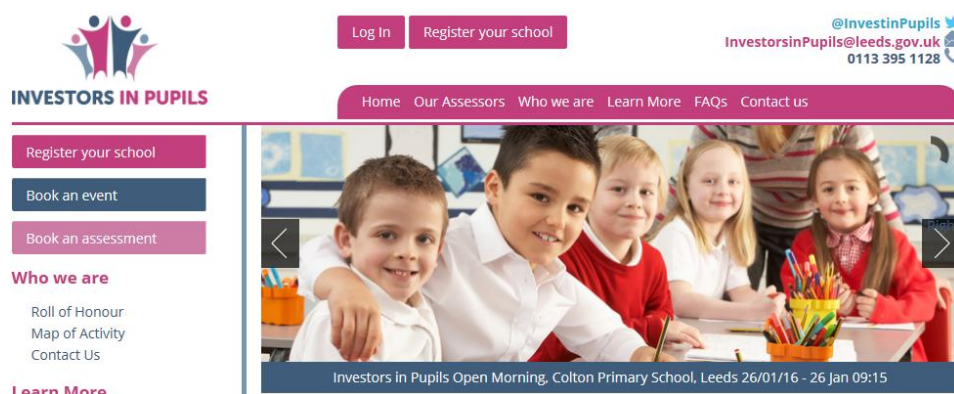 Log In
Register your school
@InvestinPupils
InvestorsinPupils@leeds.gov.uk
0113 395 1128
INVESTORS IN PUPILS
Home
Our Assessors
Who we are
Learn More
FAQs
Contact us
Register your school
Book an event
Book an assessment
Who we are
Roll of Honour
Map of Activity
Contact Us
Learn More
Investors in Pupils Open Morning, Colton Primary School, Leeds 26/01/16 - 26 Jan 09:15